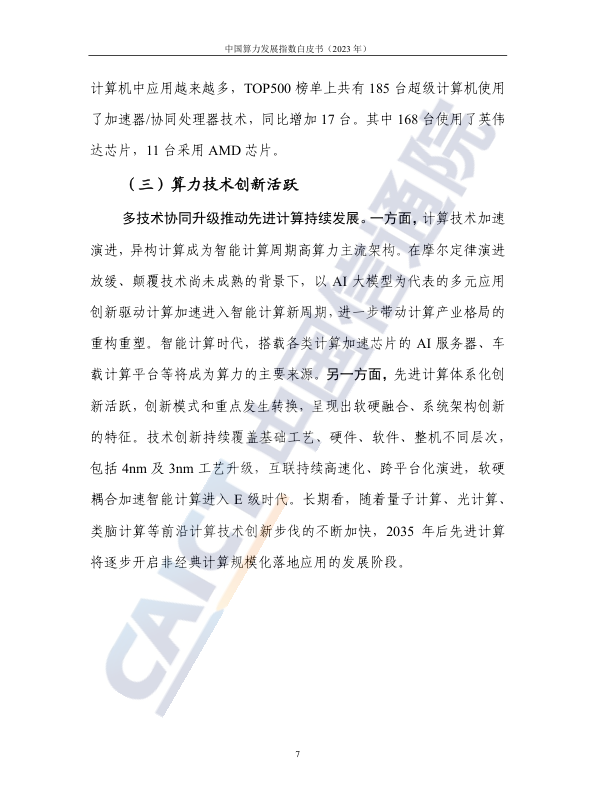 中国算力发展指数白皮书（2023 年）
计算机中应用越来越多，TOP500 榜单上共有 185 台超级计算机使用
了加速器/协同处理器技术，同比增加 17 台。其中 168 台使用了英伟
达芯片，11 台采用 AMD 芯片。
（三）算力技术创新活跃
多技术协同升级推动先进计算持续发展。一方面，计算技术加速
演进，异构计算成为智能计算周期高算力主流架构。在摩尔定律演进
放缓、颠覆技术尚未成熟的背景下，以 AI 大模型为代表的多元应用
创新驱动计算加速进入智能计算新周期，进一步带动计算产业格局的
重构重塑。智能计算时代，搭载各类计算加速芯片的 AI 服务器、车
载计算平台等将成为算力的主要来源。另一方面，先进计算体系化创
新活跃，创新模式和重点发生转换，呈现出软硬融合、系统架构创新
的特征。技术创新持续覆盖基础工艺、硬件、软件、整机不同层次，
包括 4nm 及 3nm 工艺升级，互联持续高速化、跨平台化演进，软硬
耦合加速智能计算进入 E 级时代。长期看，随着量子计算、光计算、
类脑计算等前沿计算技术创新步伐的不断加快，2035 年后先进计算
将逐步开启非经典计算规模化落地应用的发展阶段。
CAICT 中国信通院
7